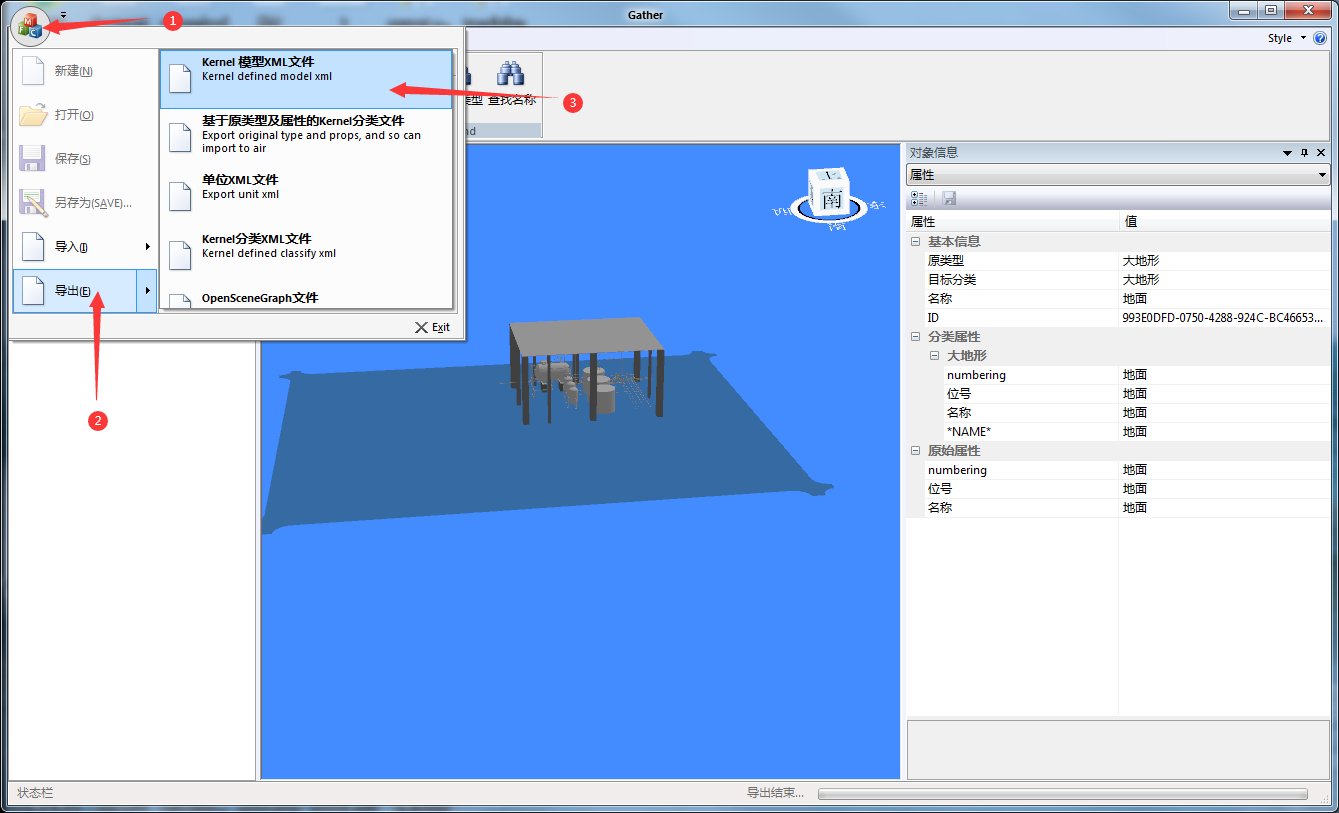 Gather
1
Style
新建(N)
打开(O)
保存(S)
另存为(SAVE)...
导入(I)
导出(E)
2
Kernel 模型XML文件
Kernel defined model xml
3
基于原类型及属性的Kernel分类文件
Export original type and props, and so can
import to air
单位XML文件
Export unit xml
Kernel分类XML文件
Kernel defined classify xml
OpenSceneGraph文件
Exit
类型 查找名称
nd
上
南
对象信息
属性
属性 值
基本信息
原类型 大地形
目标分类 大地形
名称 地面
ID 993E0DFD-0750-4288-924C-BC46653...
分类属性
大地形
numbering 地面
位号 地面
名称 地面
*NAME* 地面
原始属性
numbering 地面
位号 地面
名称 地面
状态栏
导出结束...